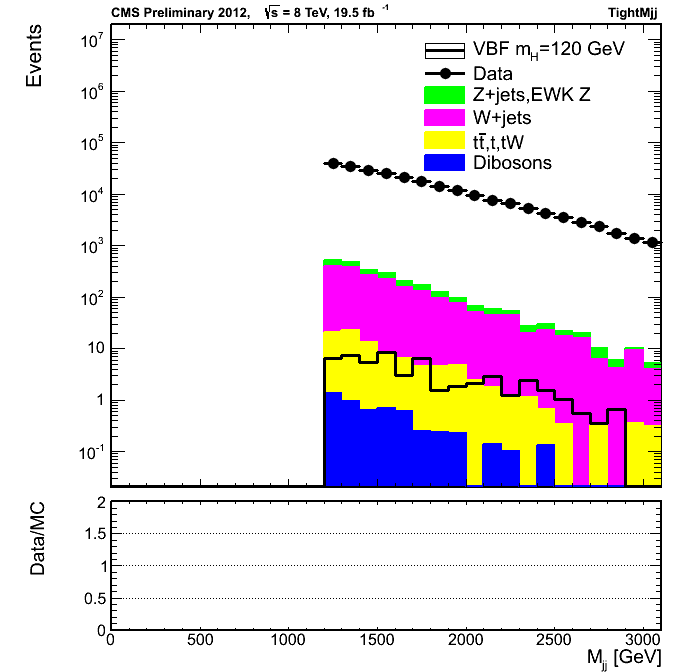 CMS Preliminary 2012, √s = 8 TeV, 19.5 fb⁻¹ TightMjj
Events
10⁷
10⁶
10⁵
10⁴
10³
10²
10
1
10⁻¹
VBF m_H=120 GeV
Data
Z+jets,EWK Z
W+jets
tt̄,t,tW
Dibosons
Data/MC
2
1.5
1
0.5
0
0 500 1000 1500 2000 2500 3000
M_jj [GeV]